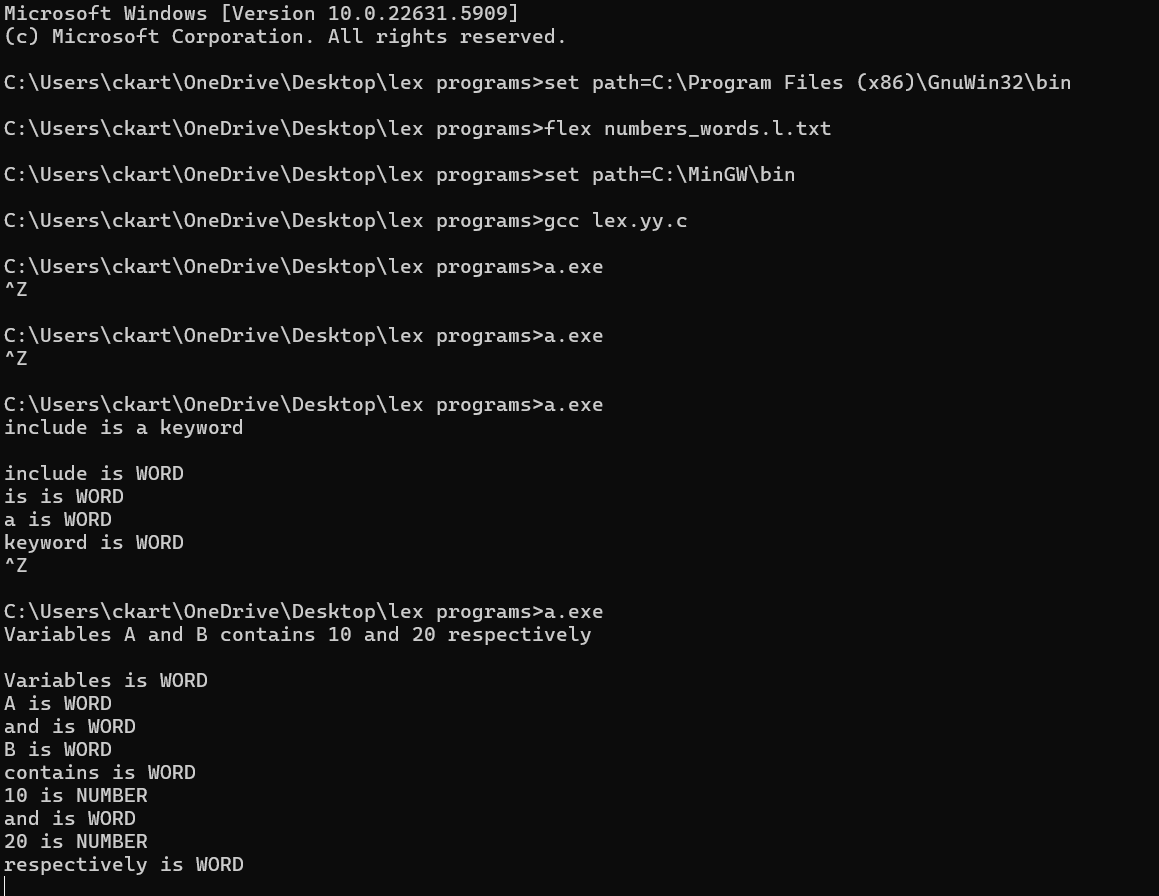 Microsoft Windows [Version 10.0.22631.5909]
(c) Microsoft Corporation. All rights reserved.
C:\Users\ckart\OneDrive\Desktop\lex programs>set path=C:\Program Files (x86)\GnuWin32\bin
C:\Users\ckart\OneDrive\Desktop\lex programs>flex numbers_words.l.txt
C:\Users\ckart\OneDrive\Desktop\lex programs>set path=C:\MinGW\bin
C:\Users\ckart\OneDrive\Desktop\lex programs>gcc lex.yy.c
C:\Users\ckart\OneDrive\Desktop\lex programs>a.exe
^Z
C:\Users\ckart\OneDrive\Desktop\lex programs>a.exe
^Z
C:\Users\ckart\OneDrive\Desktop\lex programs>a.exe
include is a keyword
include is WORD
is is WORD
a is WORD
keyword is WORD
^Z
C:\Users\ckart\OneDrive\Desktop\lex programs>a.exe
Variables A and B contains 10 and 20 respectively
Variables is WORD
A is WORD
and is WORD
B is WORD
contains is WORD
10 is NUMBER
and is WORD
20 is NUMBER
respectively is WORD